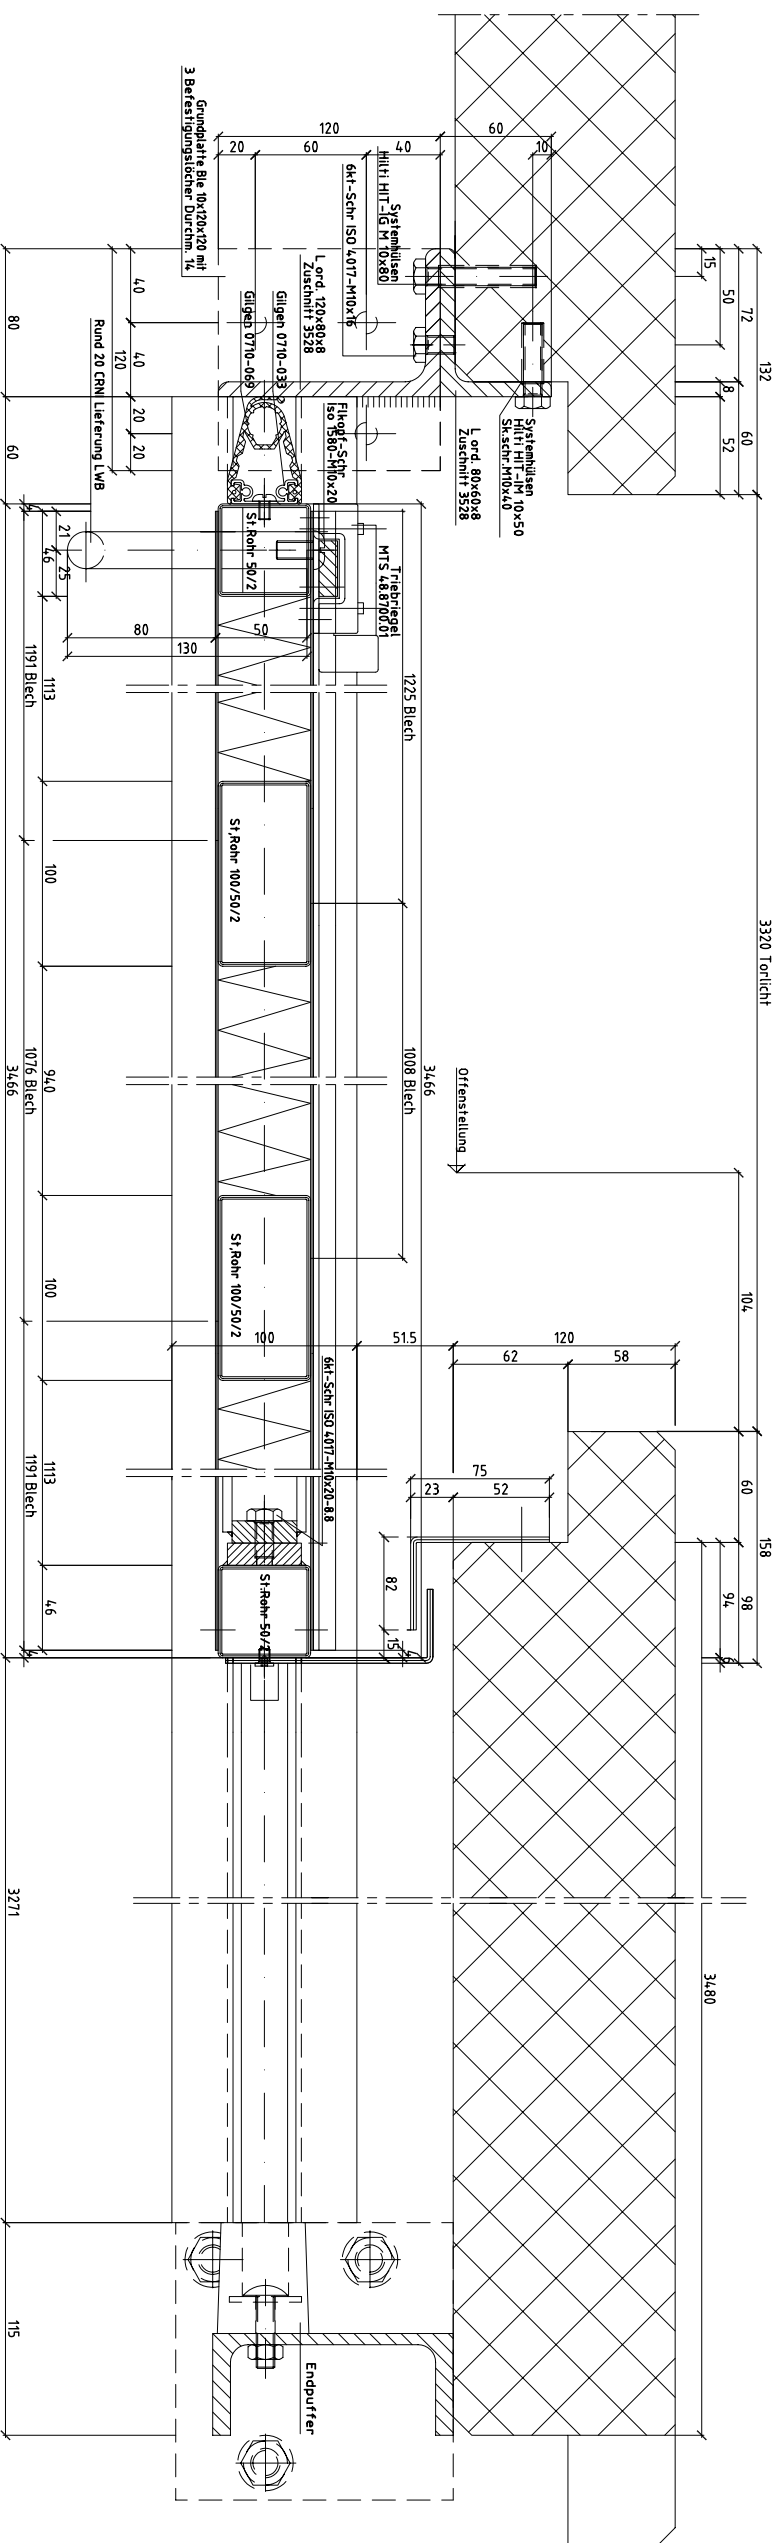 120
20
60
40
60
10
Grundplatte Ble 10x120x120 mit
3 Befestigungslöcher Durchm. 14
6kt-Schr ISO 4017-M10x16
Systemhülsen
Hilti HIT-IG M 10x80
L ord. 120x80x8
Zuschnitt 3528
Gilgen 0710-033
Gilgen 0710-069
Flkopf-Schr
Iso 1580-M10x20
L ord. 80x60x8
Zuschnitt 3528
Systemhülsen
Hilti HIT-IM 10x50
Sk.schr.M10x40
15
50
72
132
8
60
52
40
40
20
20
120
80
60
Rund 20 CRNI Lieferung LWB
21
25
46
St.Rohr 50/2
Triebriegel
MTS 48.8700.01
80
50
130
1113
1191 Blech
1225 Blech
100
St,Rohr 100/50/2
3320 Torlicht
940
1076 Blech
3466
1008 Blech
3466
Offenstellung
100
St,Rohr 100/50/2
104
100
51.5
120
62
58
6kt-Schr ISO 4017-M10x20-8.8
1113
1191 Blech
75
23
52
60
98
158
94
6
82
15
46
4
St.Rohr 50/2
3271
3480
115
Endpuffer